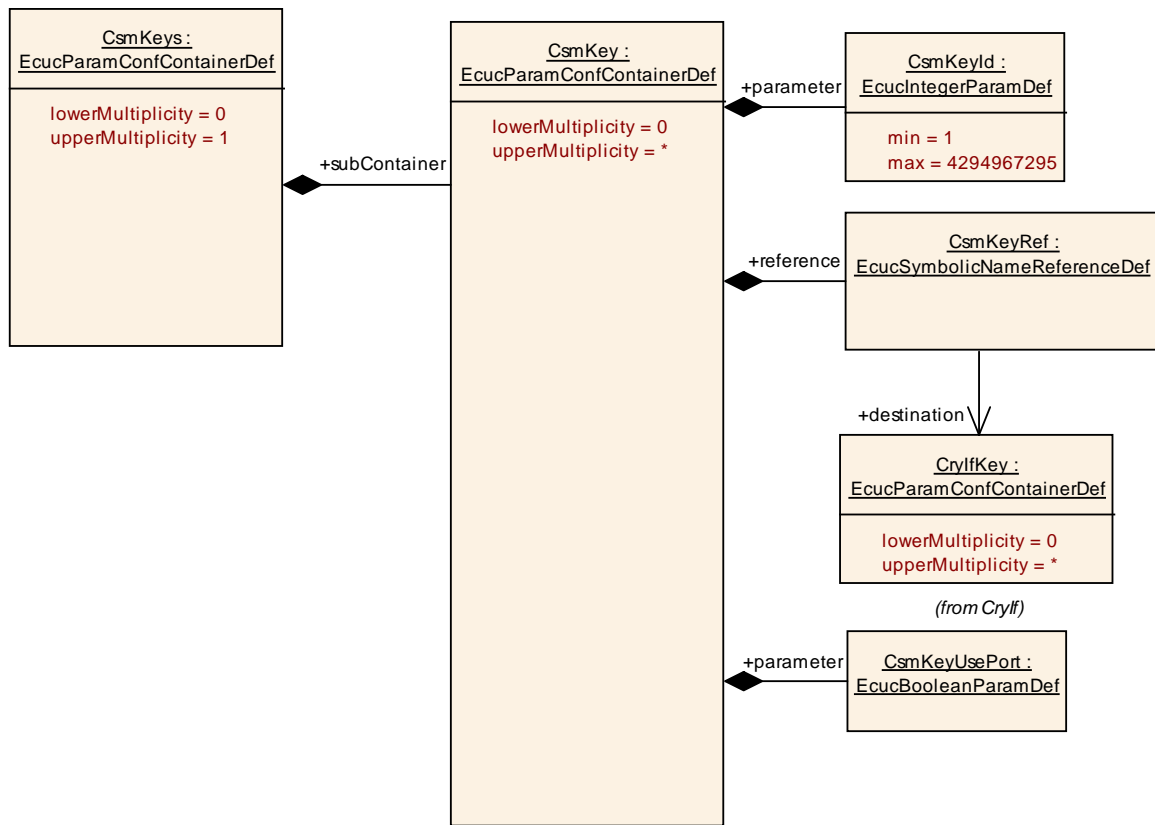 CsmKeys :
EcucParamConfContainerDef
lowerMultiplicity = 0
upperMultiplicity = 1
+subContainer
CsmKey :
EcucParamConfContainerDef
lowerMultiplicity = 0
upperMultiplicity = *
+parameter
CsmKeyId :
EcucIntegerParamDef
min = 1
max = 4294967295
+reference
CsmKeyRef :
EcucSymbolicNameReferenceDef
+destination
CryIfKey :
EcucParamConfContainerDef
lowerMultiplicity = 0
upperMultiplicity = *
(from CryIf)
+parameter
CsmKeyUsePort :
EcucBooleanParamDef